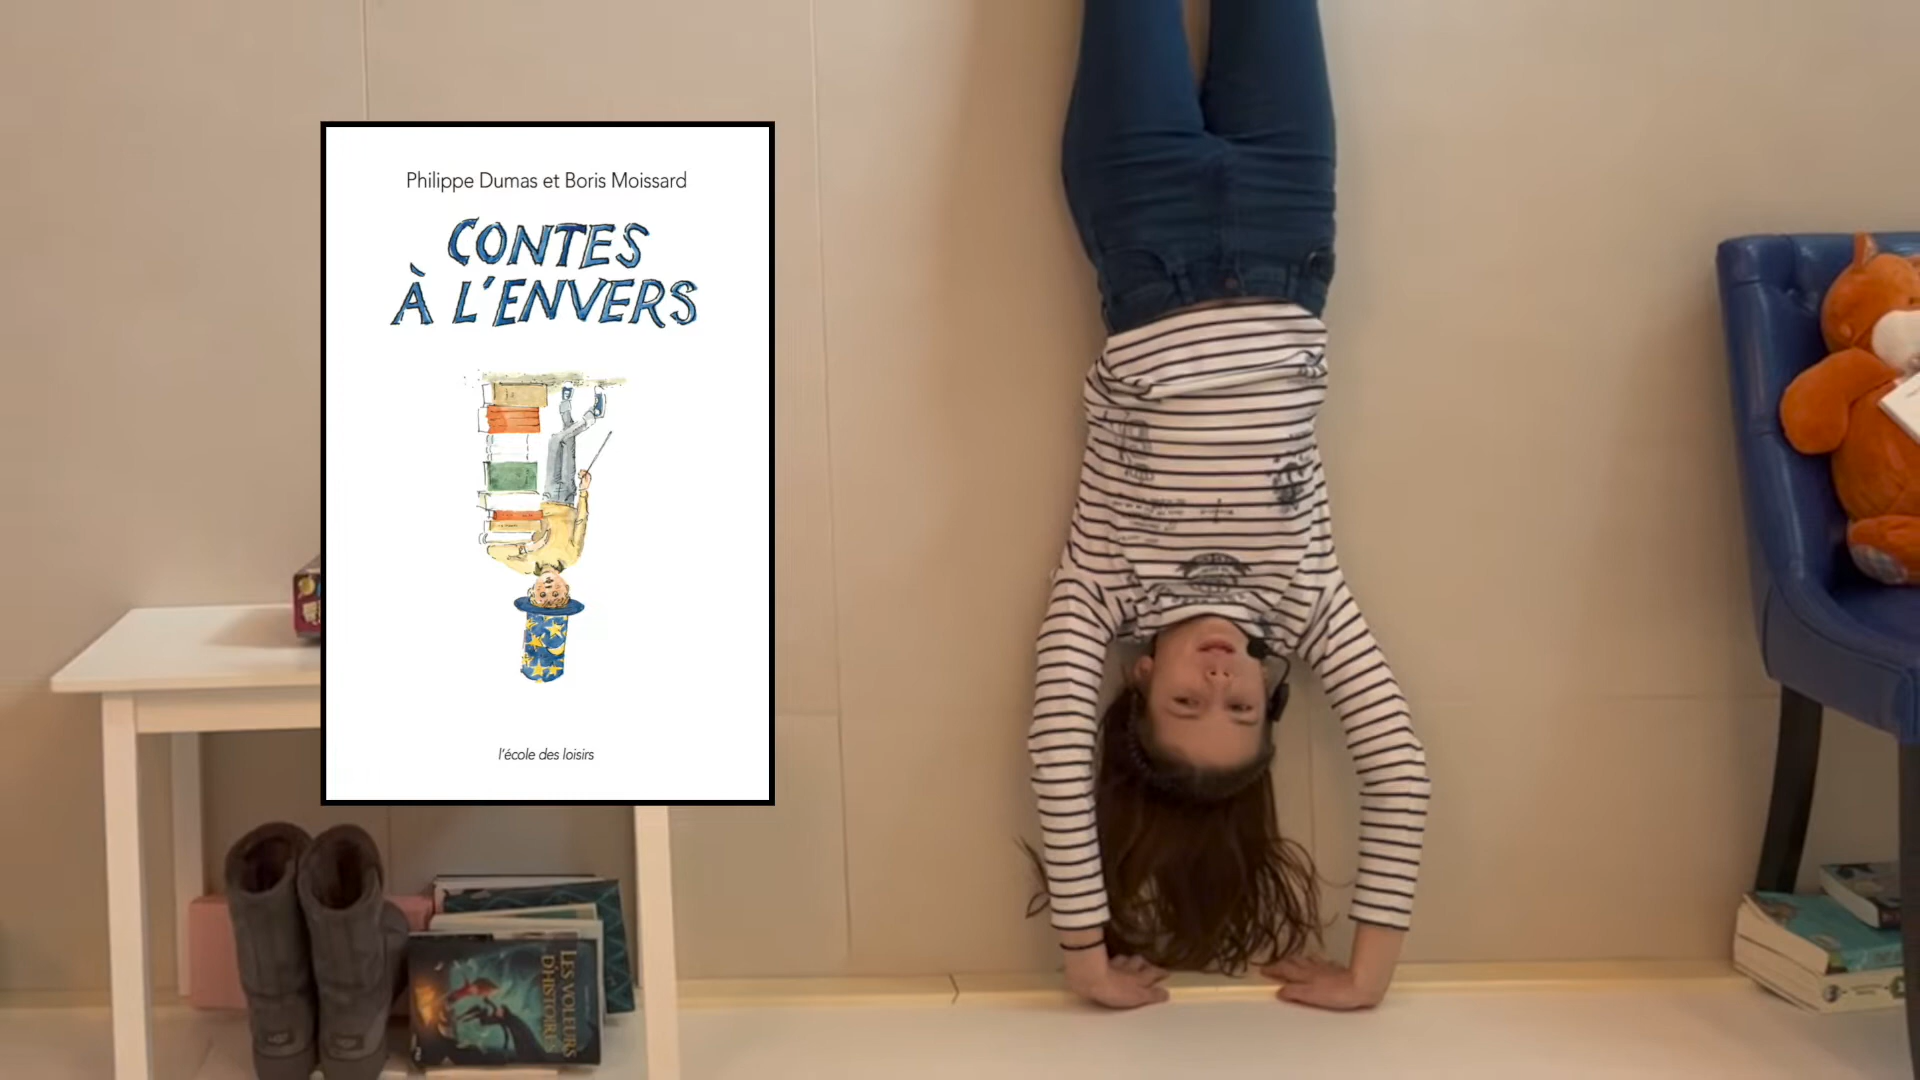 Philippe Dumas et Boris Moissard
CONTES
À L'ENVERS
l'école des loisirs
LES VOLEURS
D'HISTOIRES